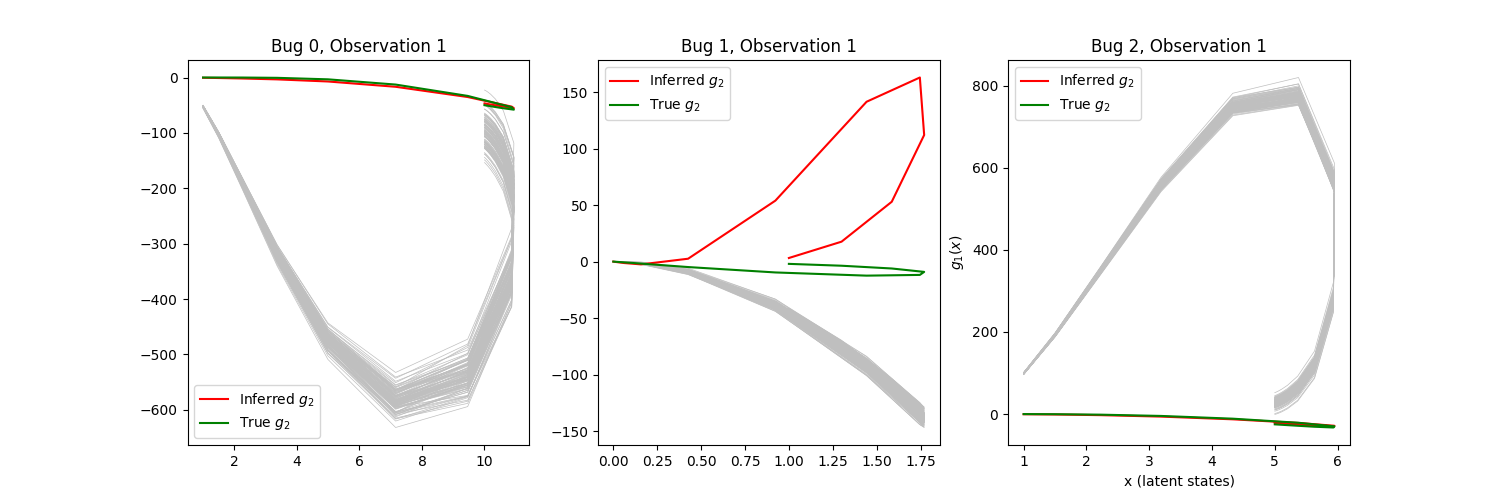 Bug 0, Observation 1
0
−100
−200
−300
−400
−500
−600
2 4 6 8 10
Inferred g₂
True g₂
Bug 1, Observation 1
150
100
50
0
−50
−100
−150
0.00 0.25 0.50 0.75 1.00 1.25 1.50 1.75
Inferred g₂
True g₂
Bug 2, Observation 1
g₁(x)
800
600
400
200
0
1 2 3 4 5 6
x (latent states)
Inferred g₂
True g₂